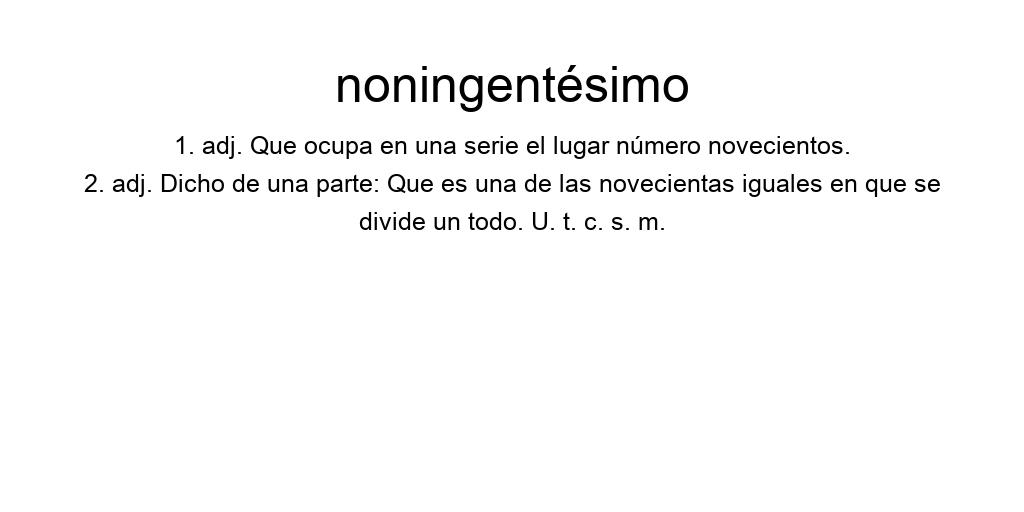 noningentésimo
1. adj. Que ocupa en una serie el lugar número novecientos.
2. adj. Dicho de una parte: Que es una de las novecientas iguales en que se
divide un todo. U. t. c. s. m.